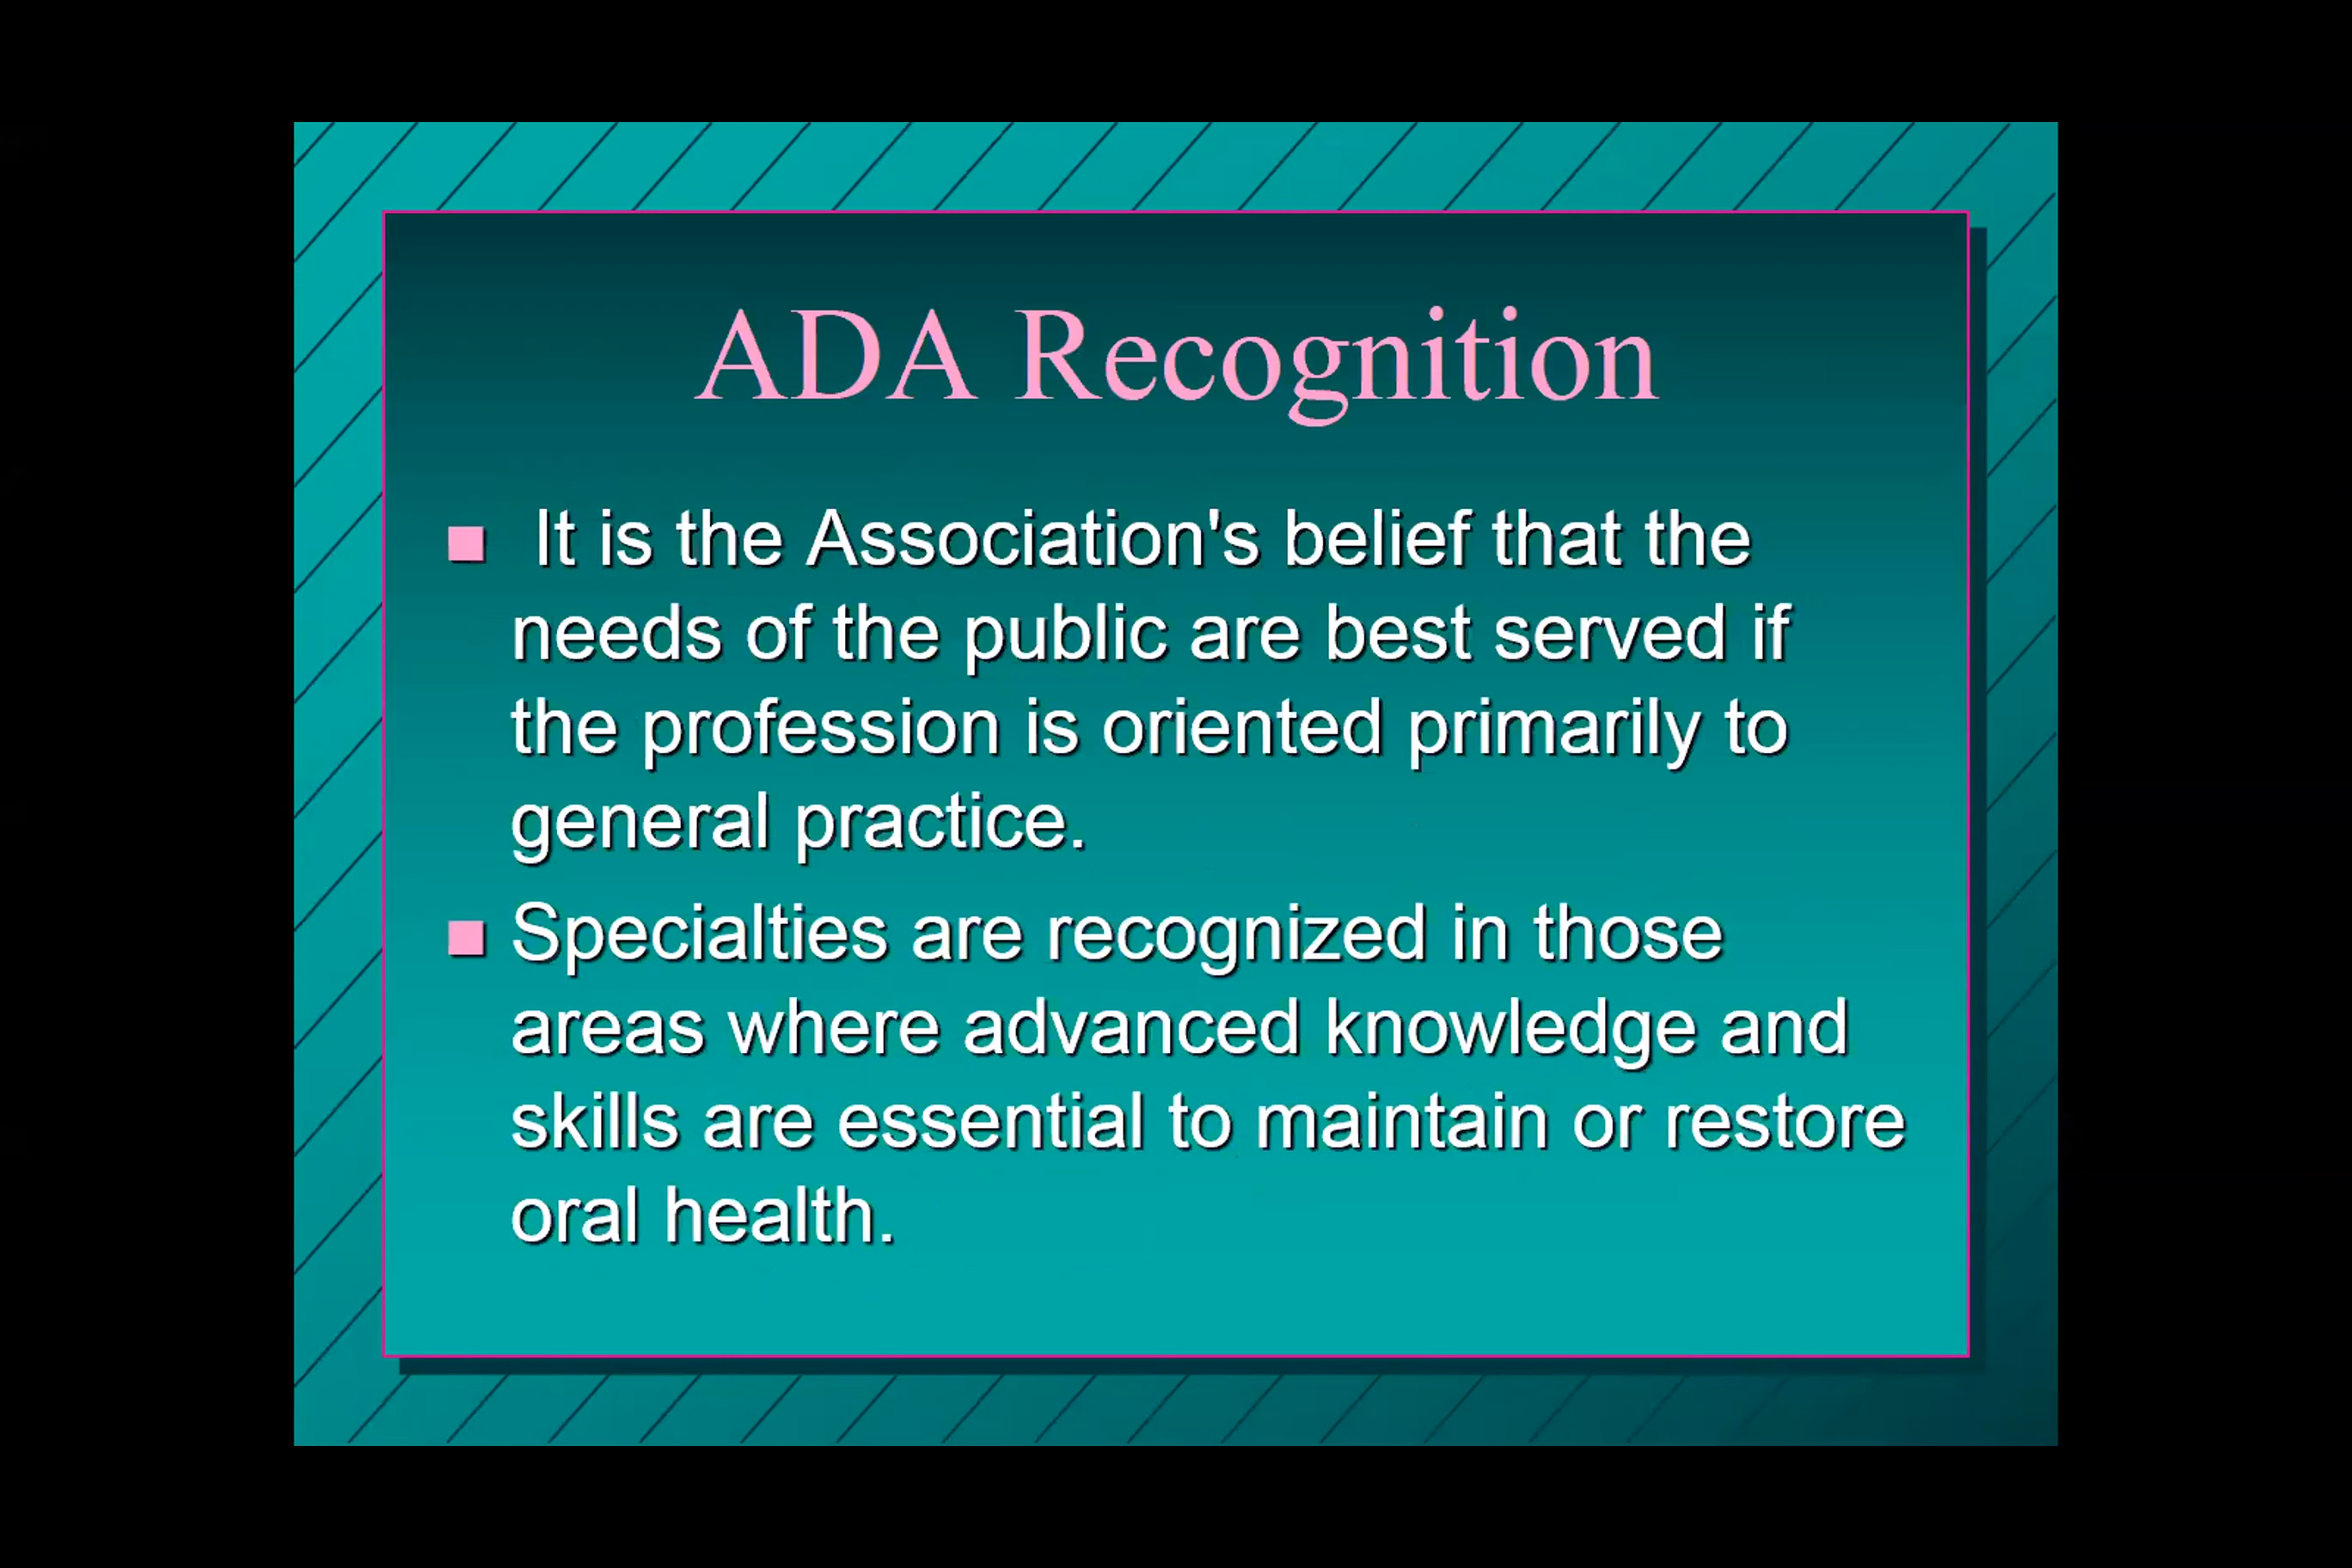 ADA Recognition
It is the Association's belief that the
needs of the public are best served if
the profession is oriented primarily to
general practice.
Specialties are recognized in those
areas where advanced knowledge and
skills are essential to maintain or restore
oral health.